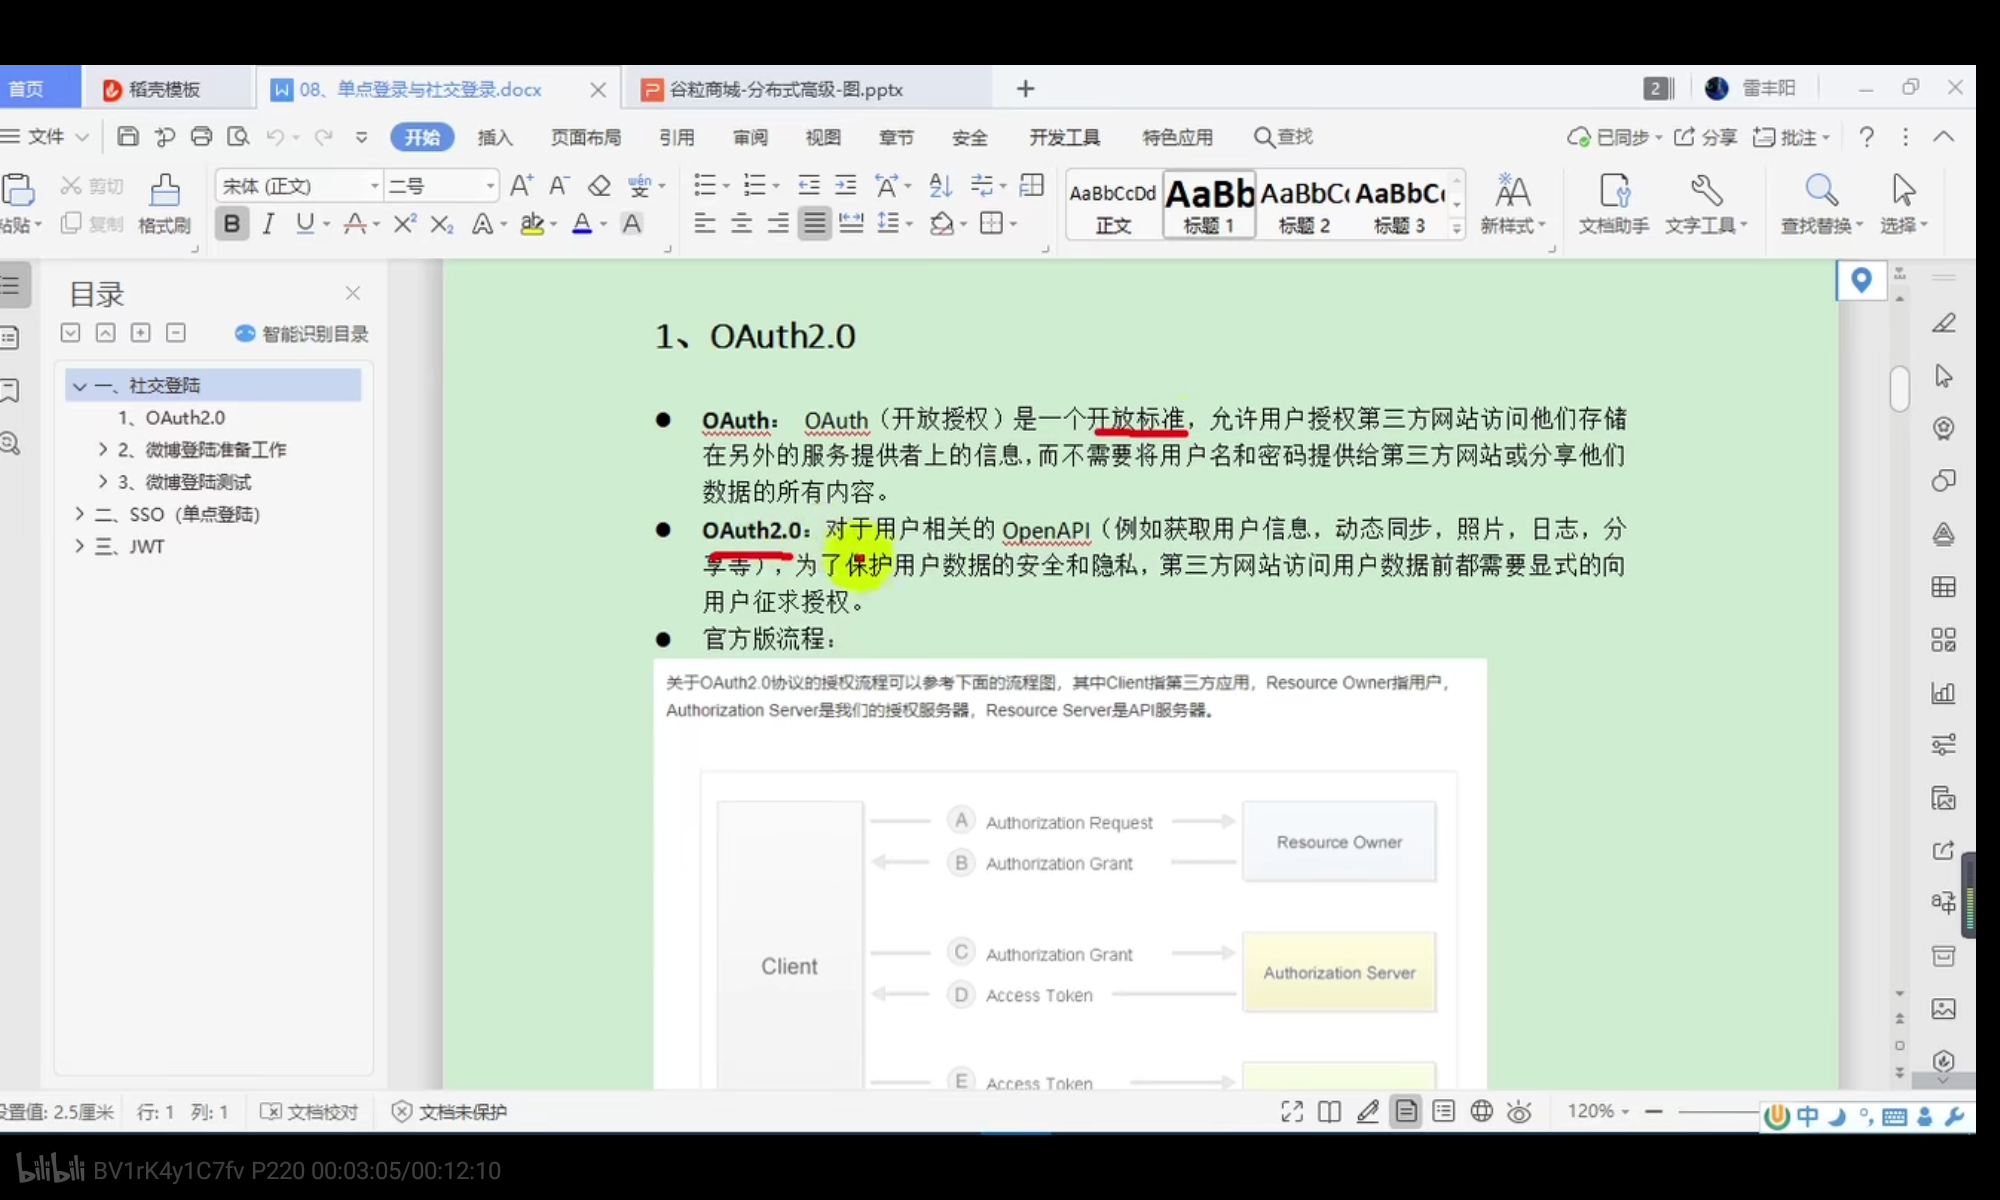 首页
稻壳模板
08、单点登录与社交登录.docx
谷粒商城-分布式高级-图.pptx
2
雷丰阳
文件
开始
插入
页面布局
引用
审阅
视图
章节
安全
开发工具
特色应用
查找
已同步
分享
批注
粘贴
剪切
复制
格式刷
宋体 (正文)
二号
AaBbCcDd
正文
AaBb
标题 1
AaBbC
标题 2
AaBbC
标题 3
新样式
文档助手
文字工具
查找替换
选择
目录
智能识别目录
一、社交登陆
1、OAuth2.0
2、微博登陆准备工作
3、微博登陆测试
二、SSO（单点登陆）
三、JWT
1、OAuth2.0
● OAuth： OAuth（开放授权）是一个开放标准，允许用户授权第三方网站访问他们存储
在另外的服务提供者上的信息，而不需要将用户名和密码提供给第三方网站或分享他们
数据的所有内容。
● OAuth2.0：对于用户相关的 OpenAPI（例如获取用户信息，动态同步，照片，日志，分
享等），为了保护用户数据的安全和隐私，第三方网站访问用户数据前都需要显式的向
用户征求授权。
● 官方版流程：
关于OAuth2.0协议的授权流程可以参考下面的流程图，其中Client指第三方应用，Resource Owner指用户，
Authorization Server是我们的授权服务器，Resource Server是API服务器。
Client
A Authorization Request
B Authorization Grant
Resource Owner
C Authorization Grant
D Access Token
Authorization Server
E Access Token
设置值: 2.5厘米
行: 1
列: 1
文档校对
文档未保护
120%
中
bilibili BV1rK4y1C7fv P220 00:03:05/00:12:10